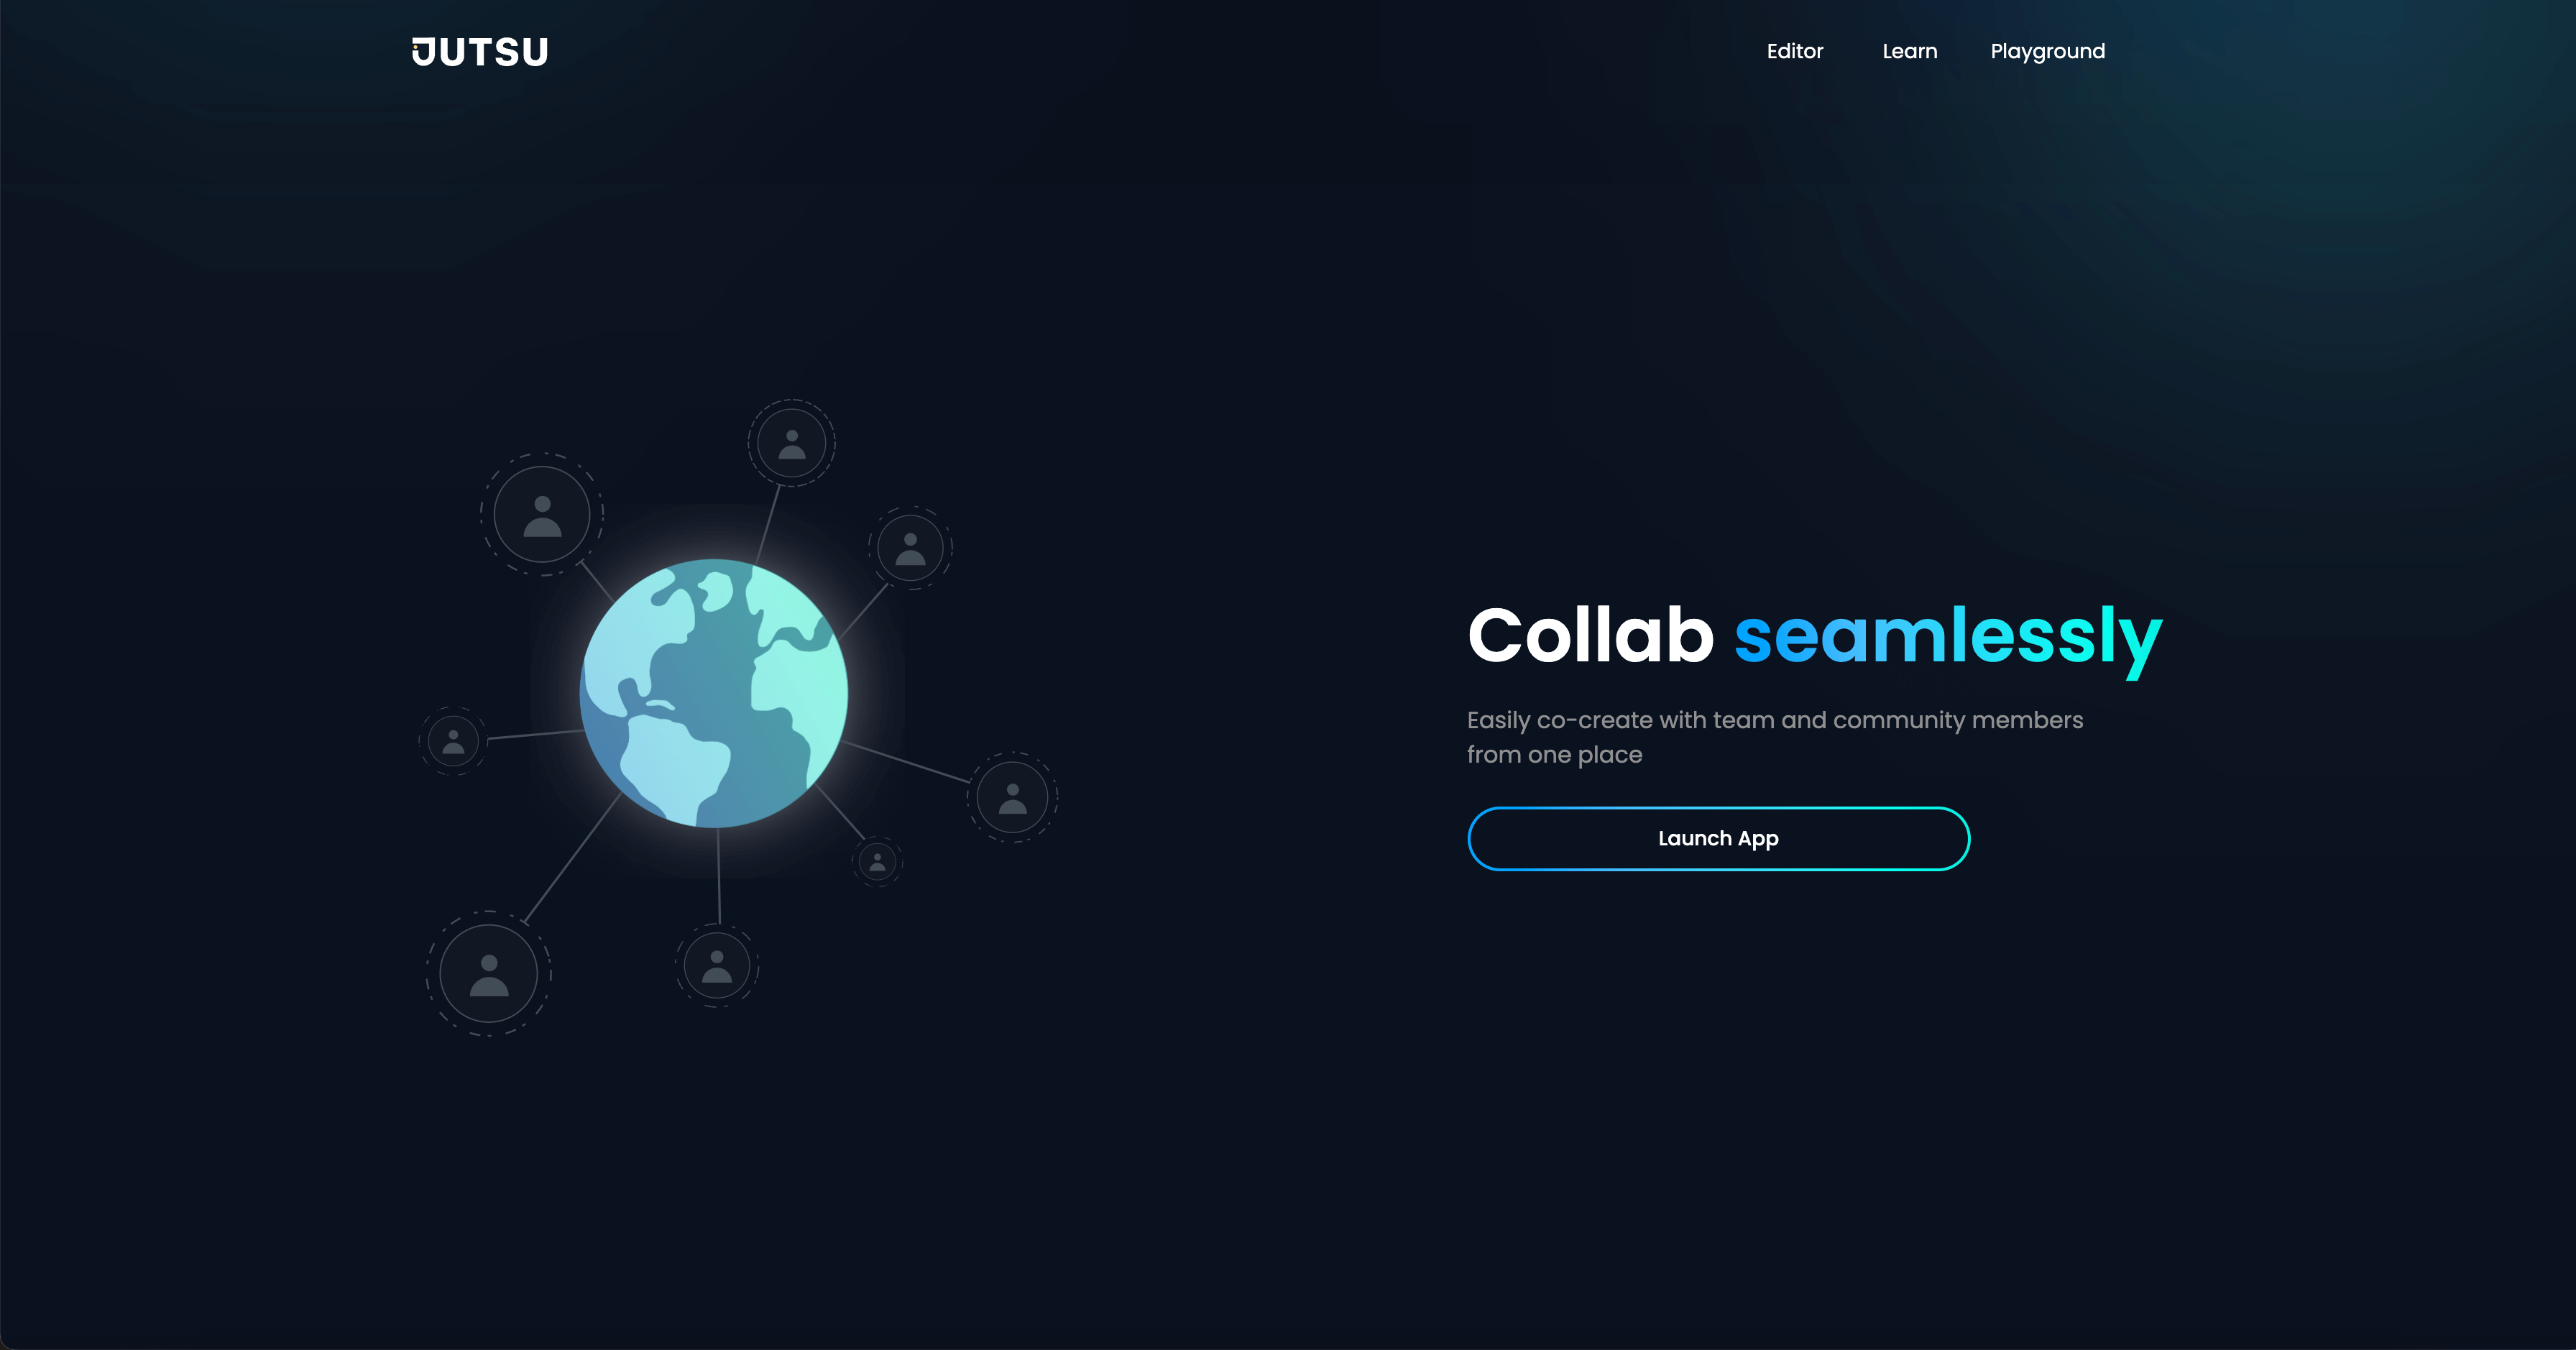 JUTSU
Editor
Learn
Playground
Collab seamlessly
Easily co-create with team and community members
from one place
Launch App